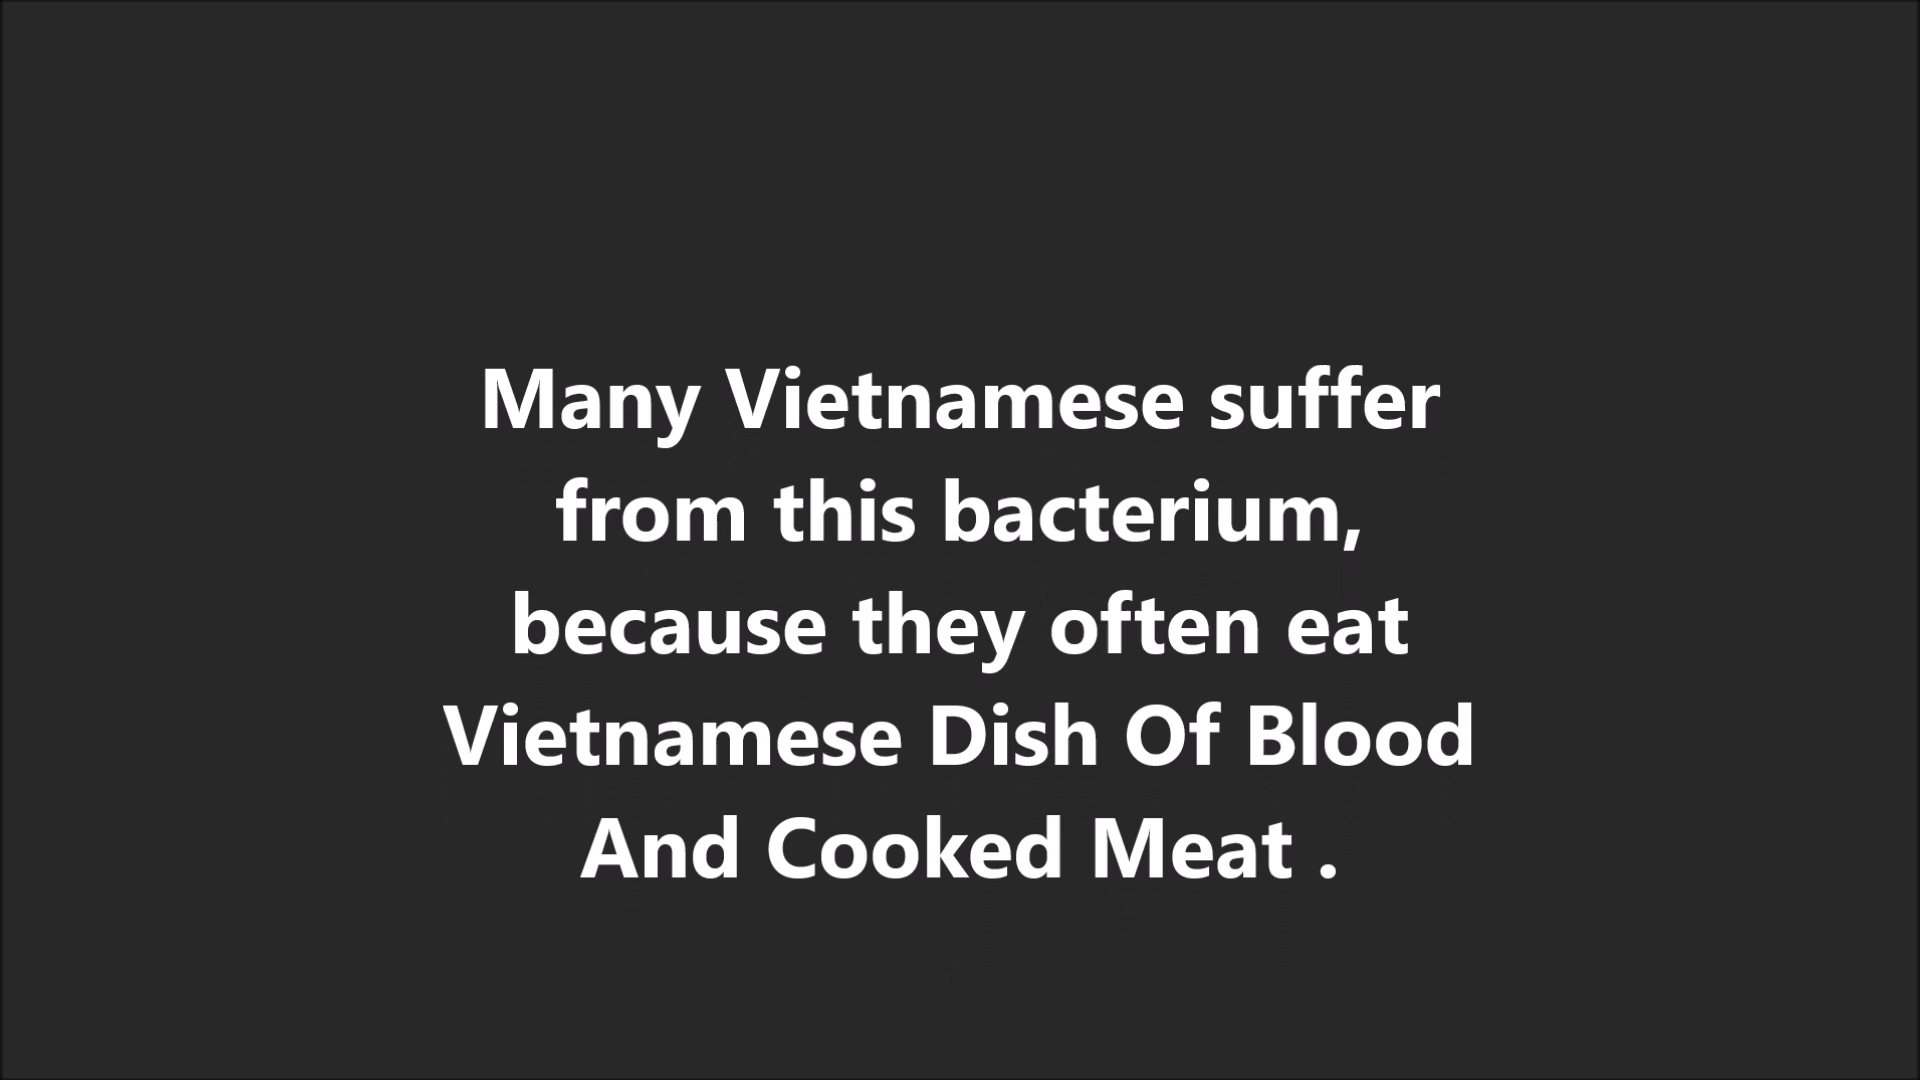 Many Vietnamese suffer
from this bacterium,
because they often eat
Vietnamese Dish Of Blood
And Cooked Meat .